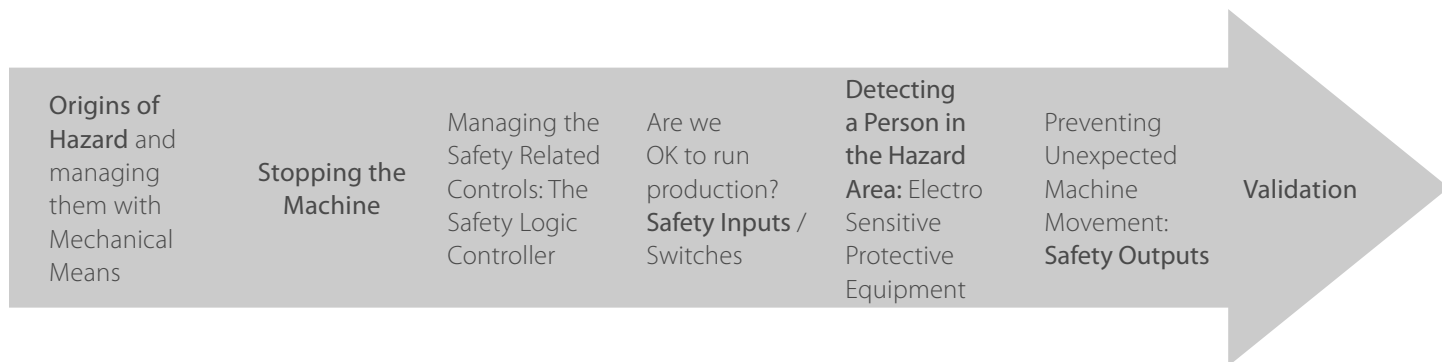 Origins of
Hazard and
managing
them with
Mechanical
Means
Stopping the
Machine
Managing the
Safety Related
Controls: The
Safety Logic
Controller
Are we
OK to run
production?
Safety Inputs /
Switches
Detecting
a Person in
the Hazard
Area: Electro
Sensitive
Protective
Equipment
Preventing
Unexpected
Machine
Movement:
Safety Outputs
Validation